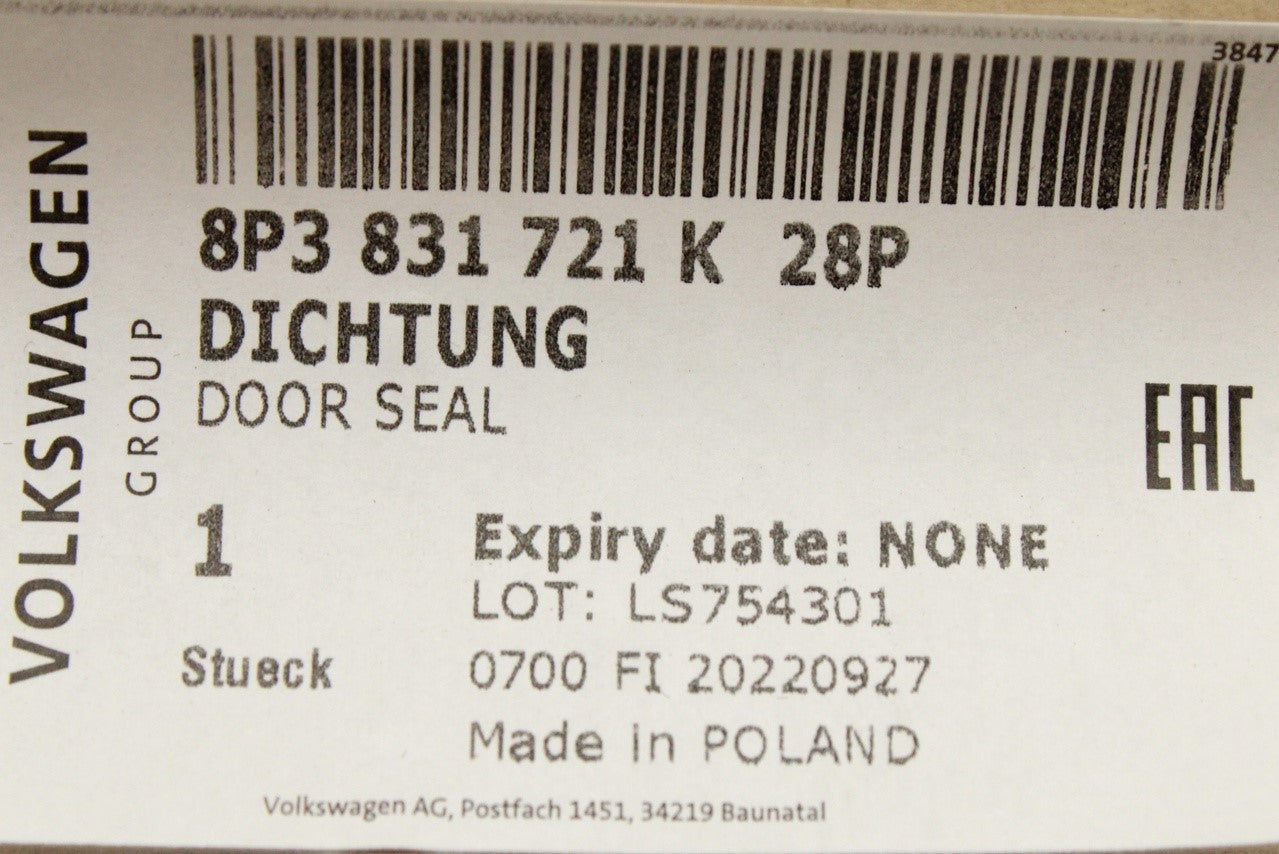 3847
8P3 831 721 K 28P
DICHTUNG
DOOR SEAL
VOLKSWAGEN
GROUP
EAC
1
Expiry date: NONE
LOT: LS754301
Stueck
0700 FI 20220927
Made in POLAND
Volkswagen AG, Postfach 1451, 34219 Baunatal